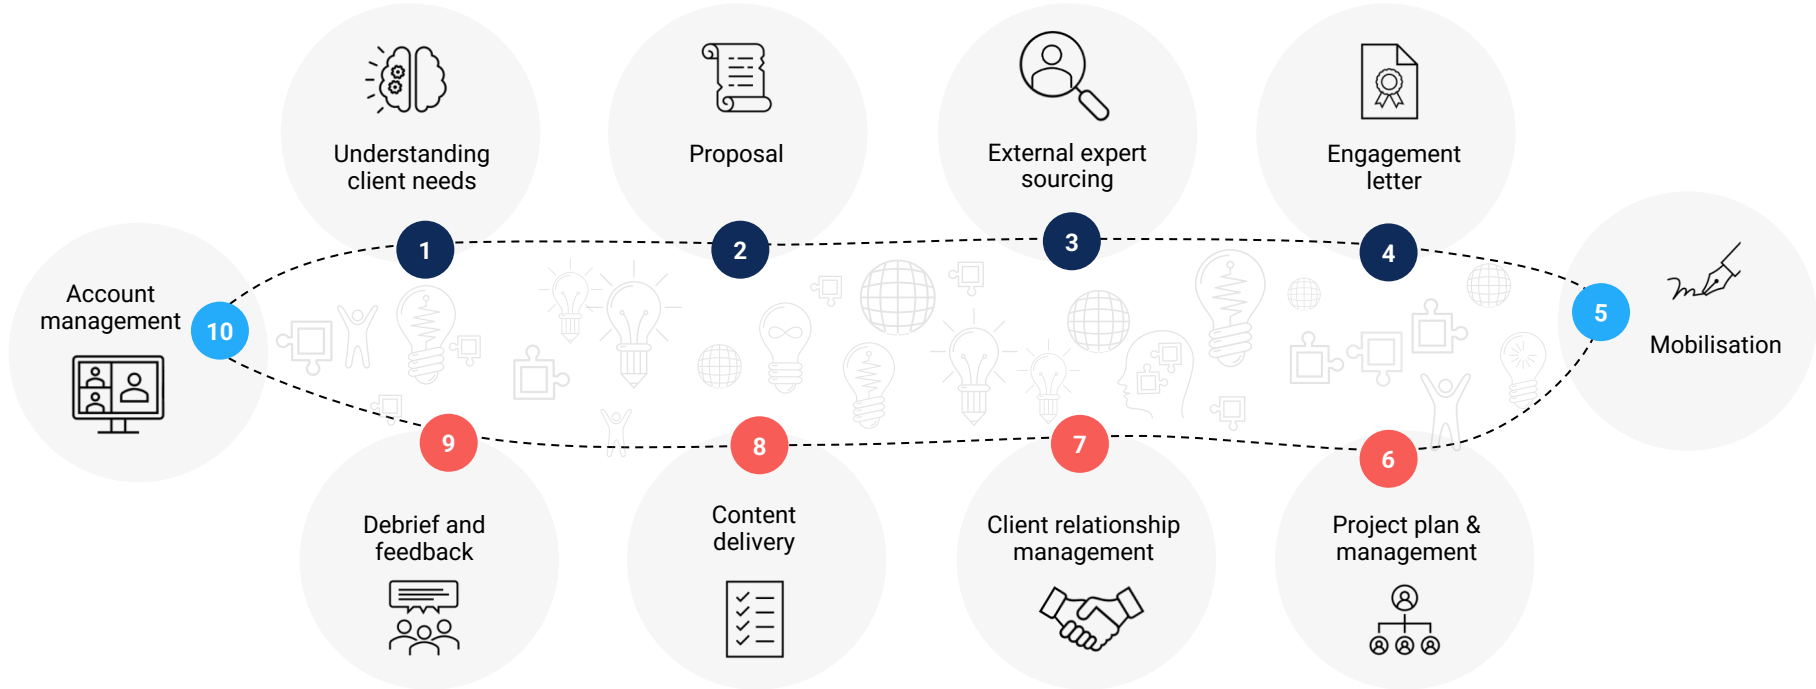 Understanding
client needs
1
Proposal
2
External expert
sourcing
3
Engagement
letter
4
5
Mobilisation
6
Project plan &
management
7
Client relationship
management
8
Content
delivery
9
Debrief and
feedback
10
Account
management